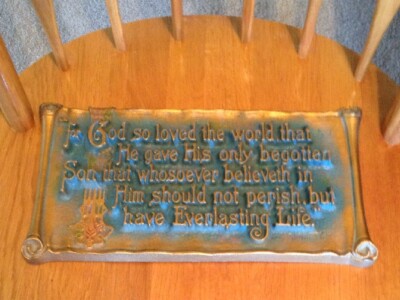 "For God so loved the world, that
He gave His only begotten
Son, that whosoever believeth in
Him should not perish, but
have Everlasting Life."